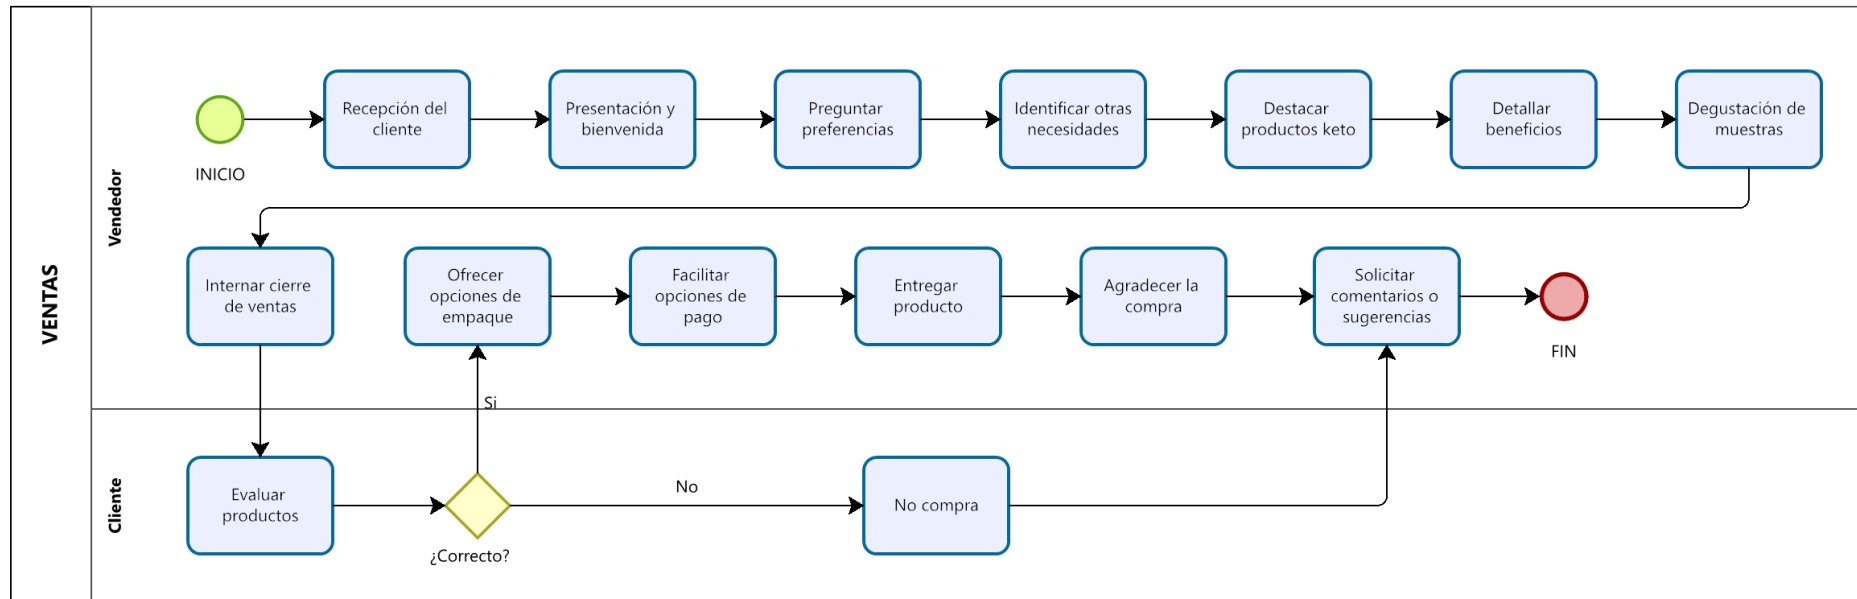 VENTAS
Vendedor
INICIO
Recepción del
cliente
Presentación y
bienvenida
Preguntar
preferencias
Identificar otras
necesidades
Destacar
productos keto
Detallar
beneficios
Degustación de
muestras
Internar cierre
de ventas
Ofrecer
opciones de
empaque
Facilitar
opciones de
pago
Entregar
producto
Agradecer la
compra
Solicitar
comentarios o
sugerencias
FIN
Si
Cliente
Evaluar
productos
¿Correcto?
No
No compra